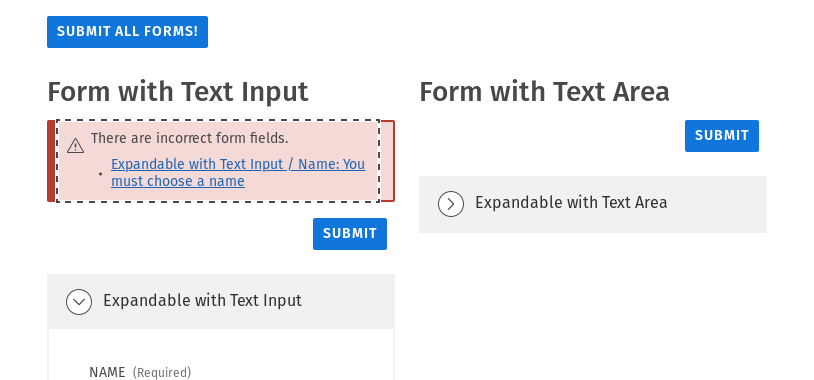 SUBMIT ALL FORMS!
Form with Text Input
There are incorrect form fields.
Expandable with Text Input / Name: You
must choose a name
SUBMIT
Expandable with Text Input
NAME (Required)
Form with Text Area
SUBMIT
Expandable with Text Area